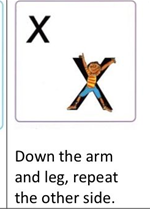 X
X
Down the arm
and leg, repeat
the other side.